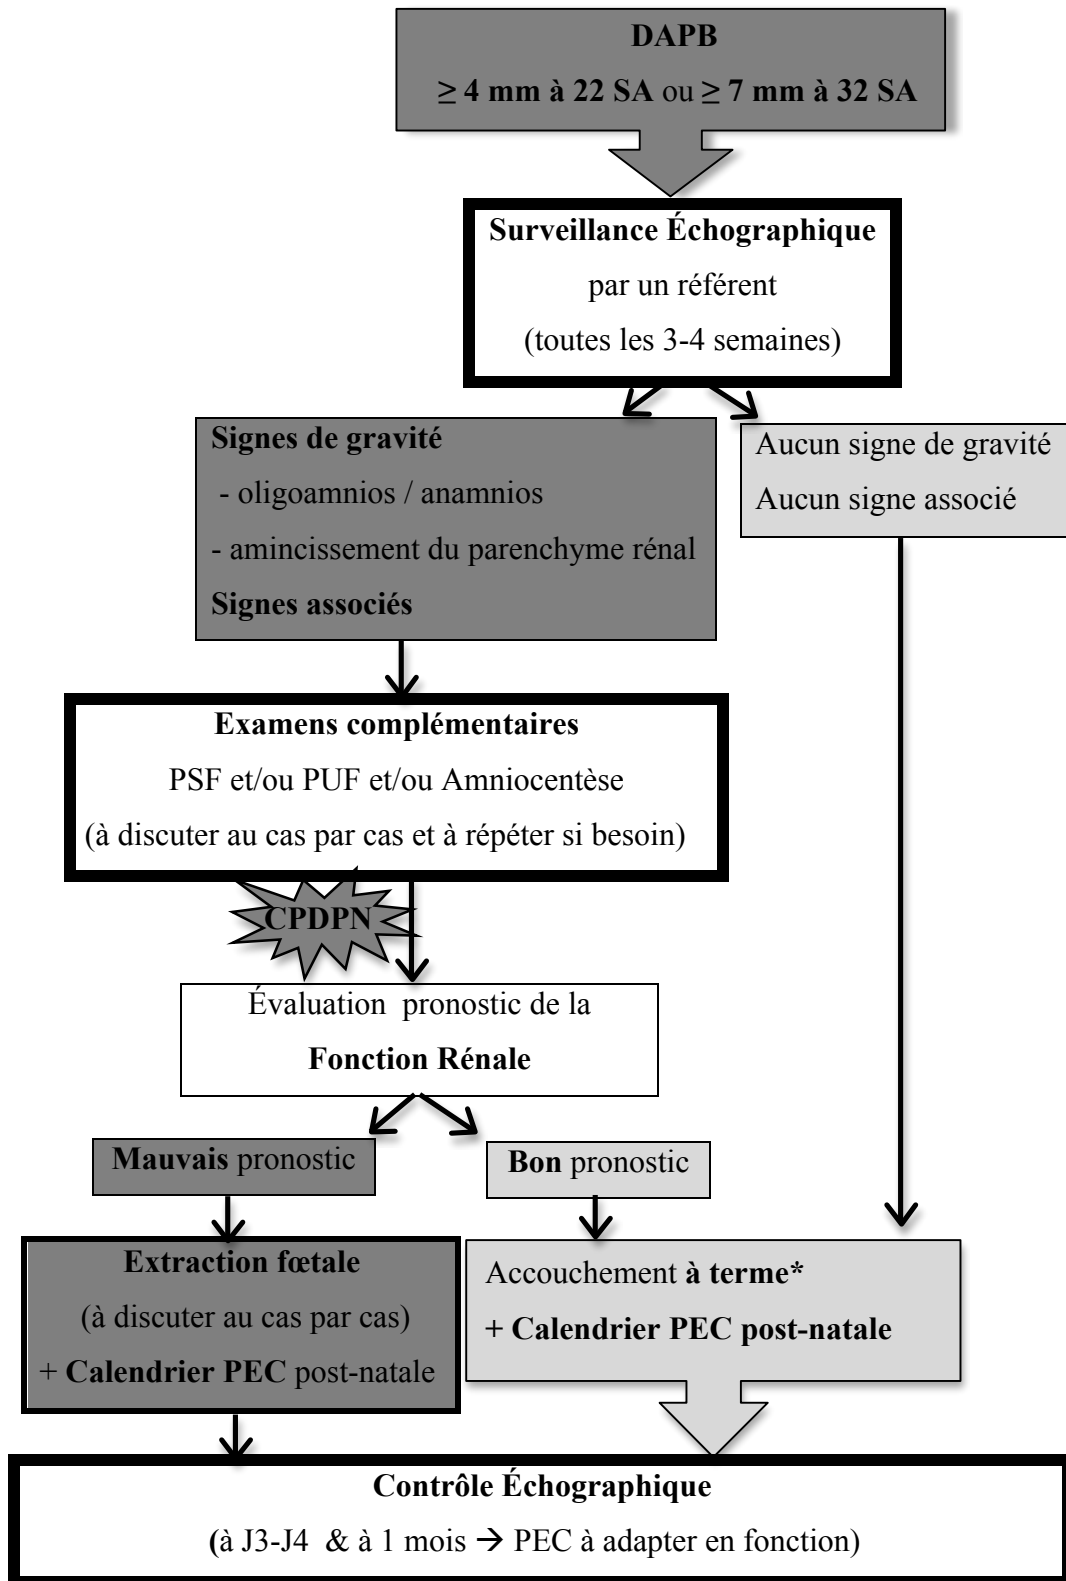 DAPB
≥ 4 mm à 22 SA ou ≥ 7 mm à 32 SA
Surveillance Échographique
par un référent
(toutes les 3-4 semaines)
Signes de gravité
- oligoamnios / anamnios
- amincissement du parenchyme rénal
Signes associés
Aucun signe de gravité
Aucun signe associé
Examens complémentaires
PSF et/ou PUF et/ou Amniocentèse
(à discuter au cas par cas et à répéter si besoin)
CPDPN
Évaluation pronostic de la
Fonction Rénale
Mauvais pronostic
Bon pronostic
Extraction fœtale
(à discuter au cas par cas)
+ Calendrier PEC post-natale
Accouchement à terme*
+ Calendrier PEC post-natale
Contrôle Échographique
(à J3-J4 & à 1 mois → PEC à adapter en fonction)